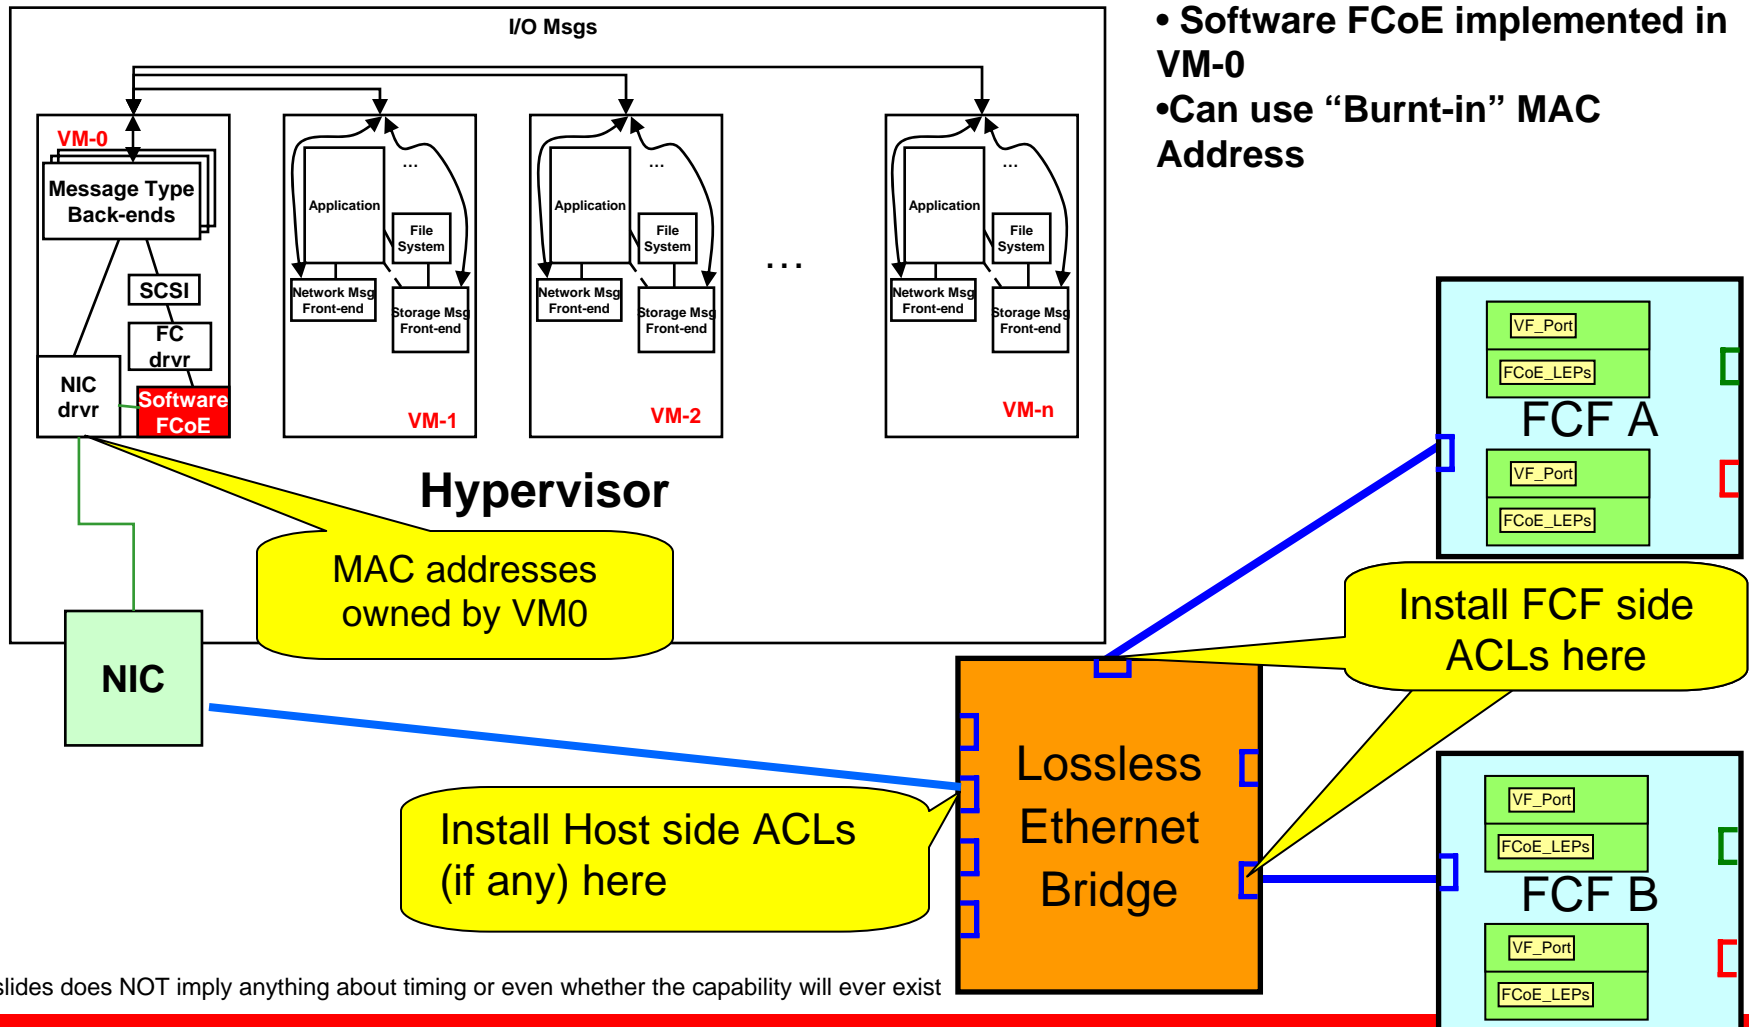 I/O Msgs
• Software FCoE implemented in
VM-0
•Can use “Burnt-in” MAC
Address
VM-0
Message Type
Back-ends
SCSI
FC
drvr
NIC
drvr
Software
FCoE
...
Application
File
System
Network Msg
Front-end
Storage Msg
Front-end
VM-1
...
Application
File
System
Network Msg
Front-end
Storage Msg
Front-end
VM-2
...
...
Application
File
System
Network Msg
Front-end
Storage Msg
Front-end
VM-n
Hypervisor
MAC addresses
owned by VM0
NIC
VF_Port
FCoE_LEPs
FCF A
VF_Port
FCoE_LEPs
Install FCF side
ACLs here
Lossless
Ethernet
Bridge
Install Host side ACLs
(if any) here
VF_Port
FCoE_LEPs
FCF B
VF_Port
FCoE_LEPs
slides does NOT imply anything about timing or even whether the capability will ever exist